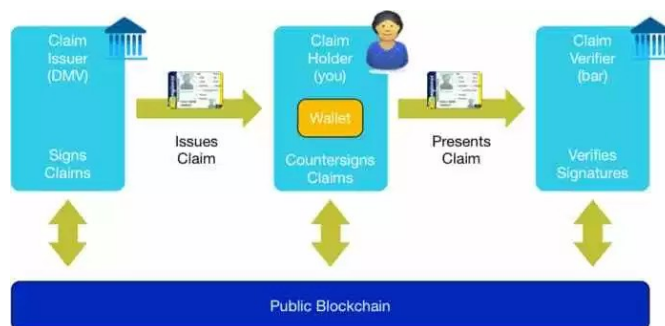 Claim
Issuer
(DMV)
Signs
Claims
Issues
Claim
Claim
Holder
(you)
Wallet
Countersigns
Claims
Presents
Claim
Claim
Verifier
(bar)
Verifies
Signatures
Public Blockchain